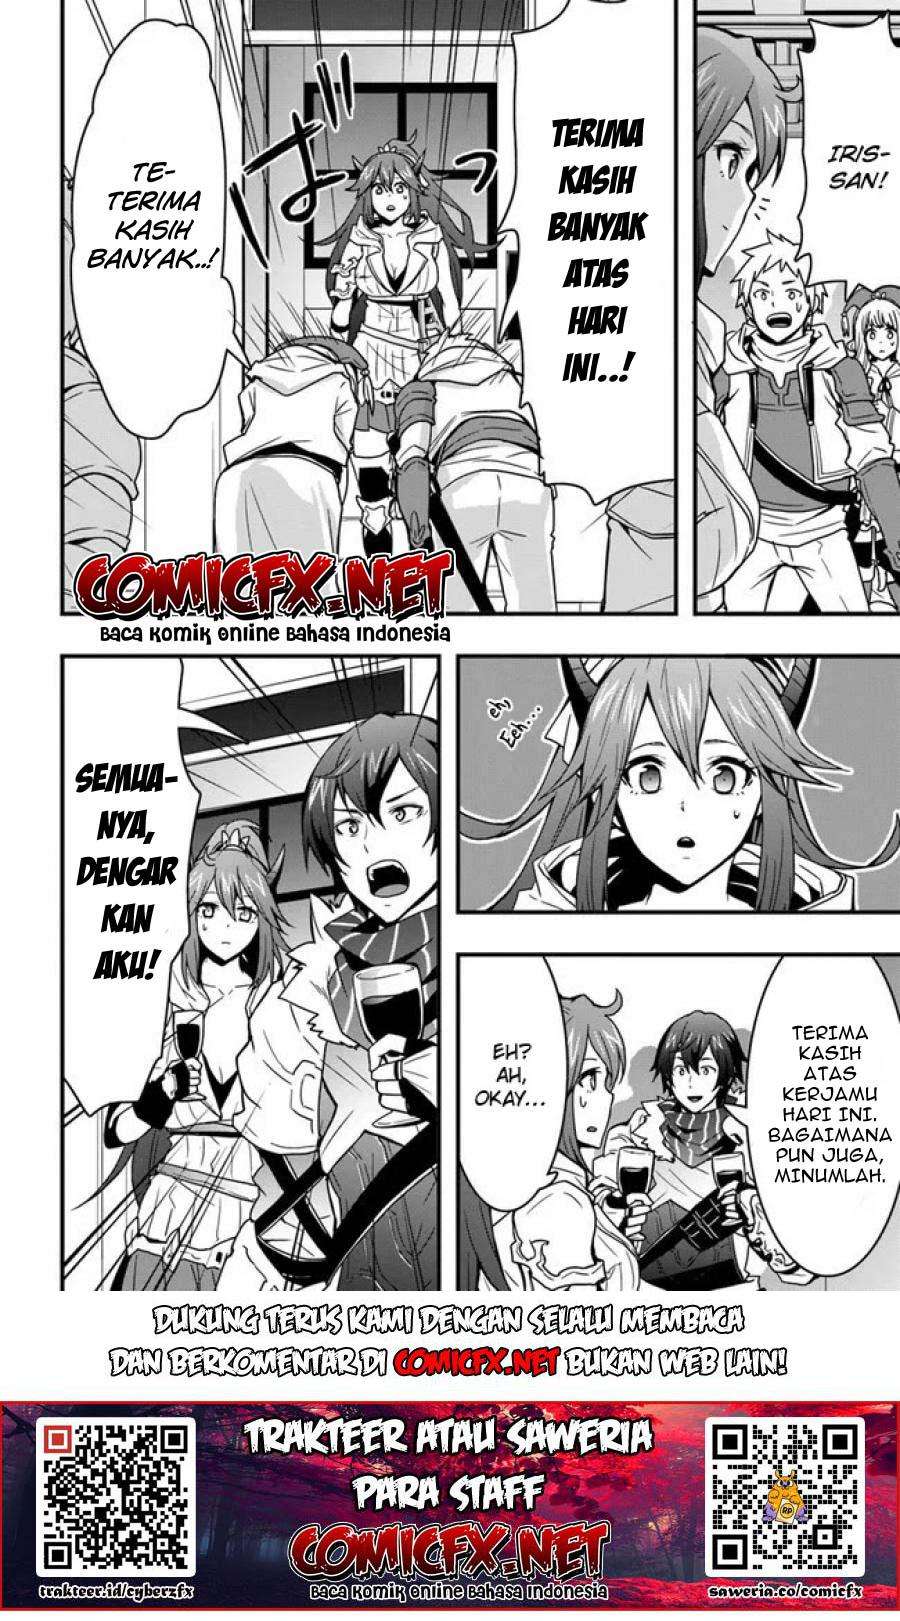 IRIS-
SAN!
TERIMA
KASIH
BANYAK
ATAS
HARI
INI...!
TE-
TERIMA
KASIH
BANYAK..!
ばっ
COMICFX.NET
Baca Komik Online Bahasa Indonesia
eh,
Eeh...
SEMUA-
NYA,
DENGAR
KAN
AKU!
TERIMA
KASIH
ATAS
KERJAMU
HARI INI.
BAGAIMANA
PUN JUGA,
MINUMLAH.
EH?
AH,
OKAY...
DUKUNG TERUS KAMI DENGAN SELALU MEMBACA
DAN BERKOMENTAR DI COMICFX.NET BUKAN WEB LAIN!
TRAKTEER ATAU SAWERIA
PARA STAFF
COMICFX.NET
Baca Komik Online Bahasa Indonesia
trakteer.id/cyberzfx
RP
saweria.co/comicfx